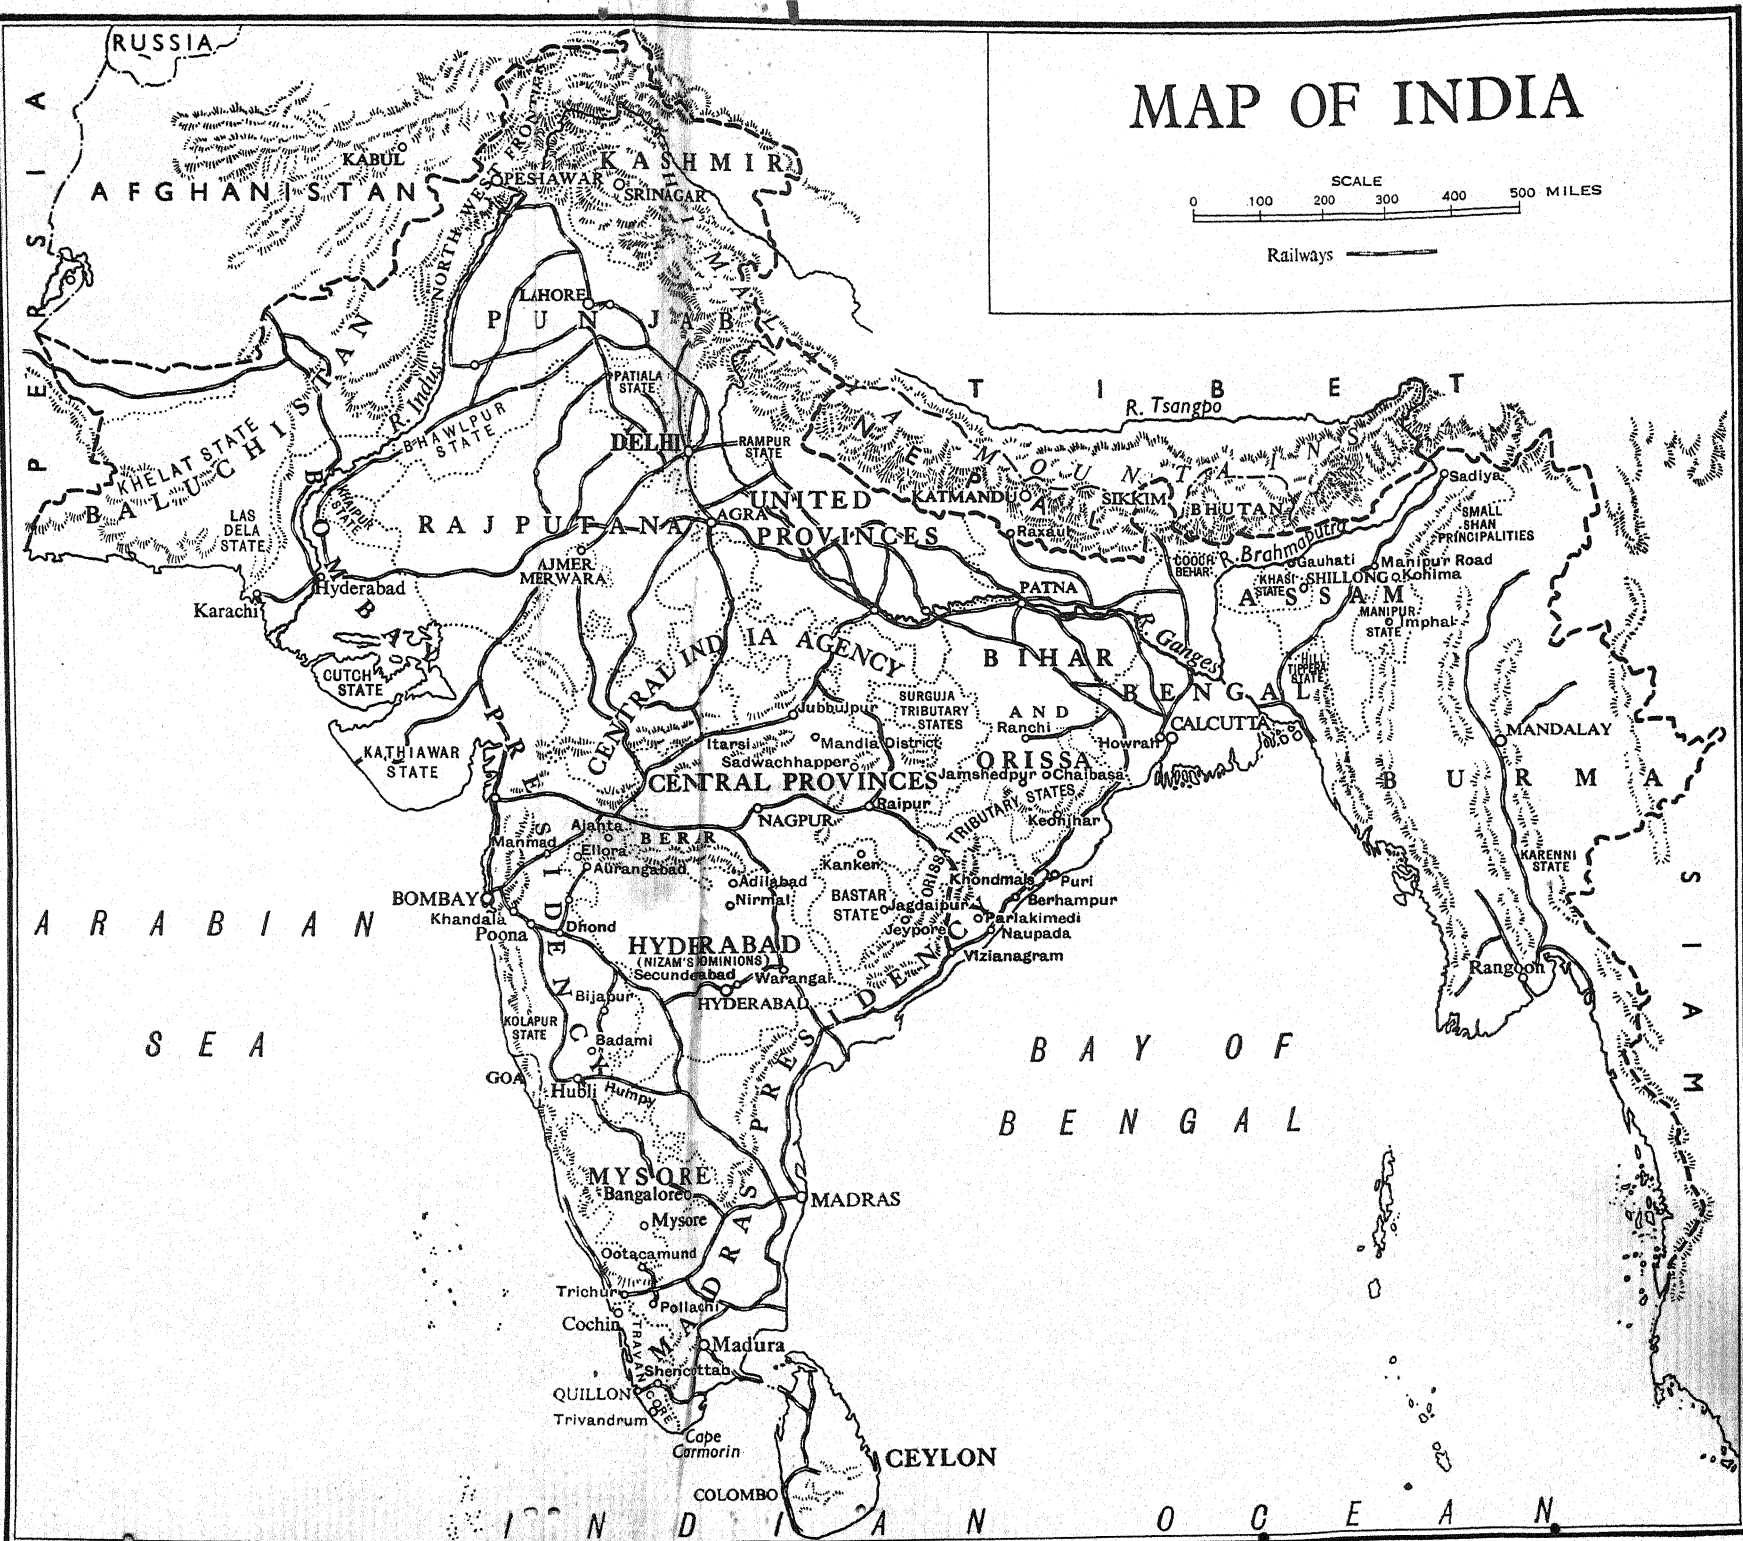 MAP OF INDIA
SCALE
0 100 200 300 400 500 MILES
Railways
RUSSIA
PERSIA
AFGHANISTAN
KABUL
NORTH WEST FRONTIER
PESHAWAR
KASHMIR
SRINAGAR
HIMALAYA MOUNTAINS
LAHORE
PUNJAB
PATIALA
STATE
R. Indus
BHAWLPUR
STATE
BALUCHISTAN
KHELAT STATE
LAS
DELA
STATE
TIBET
R. Tsangpo
DELHI
RAMPUR
STATE
NEPAL
KATMANDU
SIKKIM
BHUTAN
Sadiya
SMALL
SHAN
PRINCIPALITIES
RAJPUTANA
AGRA
UNITED
PROVINCES
Raxaul
COOCH
BEHAR
R. Brahmaputra
Gauhati
Manipur Road
KHASI
STATE
SHILLONG
Kohima
ASSAM
MANIPUR
STATE
Imphal
AJMER
MERWARA
Hyderabad
Karachi
PATNA
R. Ganges
BIHAR
AND
ORISSA
HILL
TIPPERA
STATE
BENGAL
CENTRAL INDIA AGENCY
CUTCH
STATE
KATHIAWAR
STATE
SURGUJA
TRIBUTARY
STATES
Ranchi
CALCUTTA
Howrah
Jubbulpur
Itarsi
Mandla District
Sadwachhapper
CENTRAL PROVINCES
Jamshedpur
Chaibasa
ORISSA TRIBUTARY STATES
Keonjhar
MANDALAY
BURMA
KARENNI
STATE
Rangoon
SIAM
BOMBAY PRESIDENCY
NAGPUR
Raipur
BERR
Ajanta
Manmad
Ellora
Aurangabad
Kanker
BASTAR
STATE
Jagdalpur
Jeypore
Khondmals
Puri
Berhampur
Parlakimedi
Naupada
Vizianagram
Adilabad
Nirmal
BOMBAY
Khandala
Poona
Dhond
HYDERABAD
(NIZAM'S DOMINIONS)
Secunderabad
Warangal
HYDERABAD
Bijapur
KOLAPUR
STATE
Badami
GOA
Hubli
Humpy
MADRAS PRESIDENCY
MYSORE
Bangalore
Mysore
MADRAS
Ootacamund
Trichur
Pollachi
Cochin
TRAVANCORE
Madura
Shencottah
QUILLON
Trivandrum
Cape
Cormorin
CEYLON
COLOMBO
ARABIAN
SEA
BAY OF
BENGAL
INDIAN OCEAN